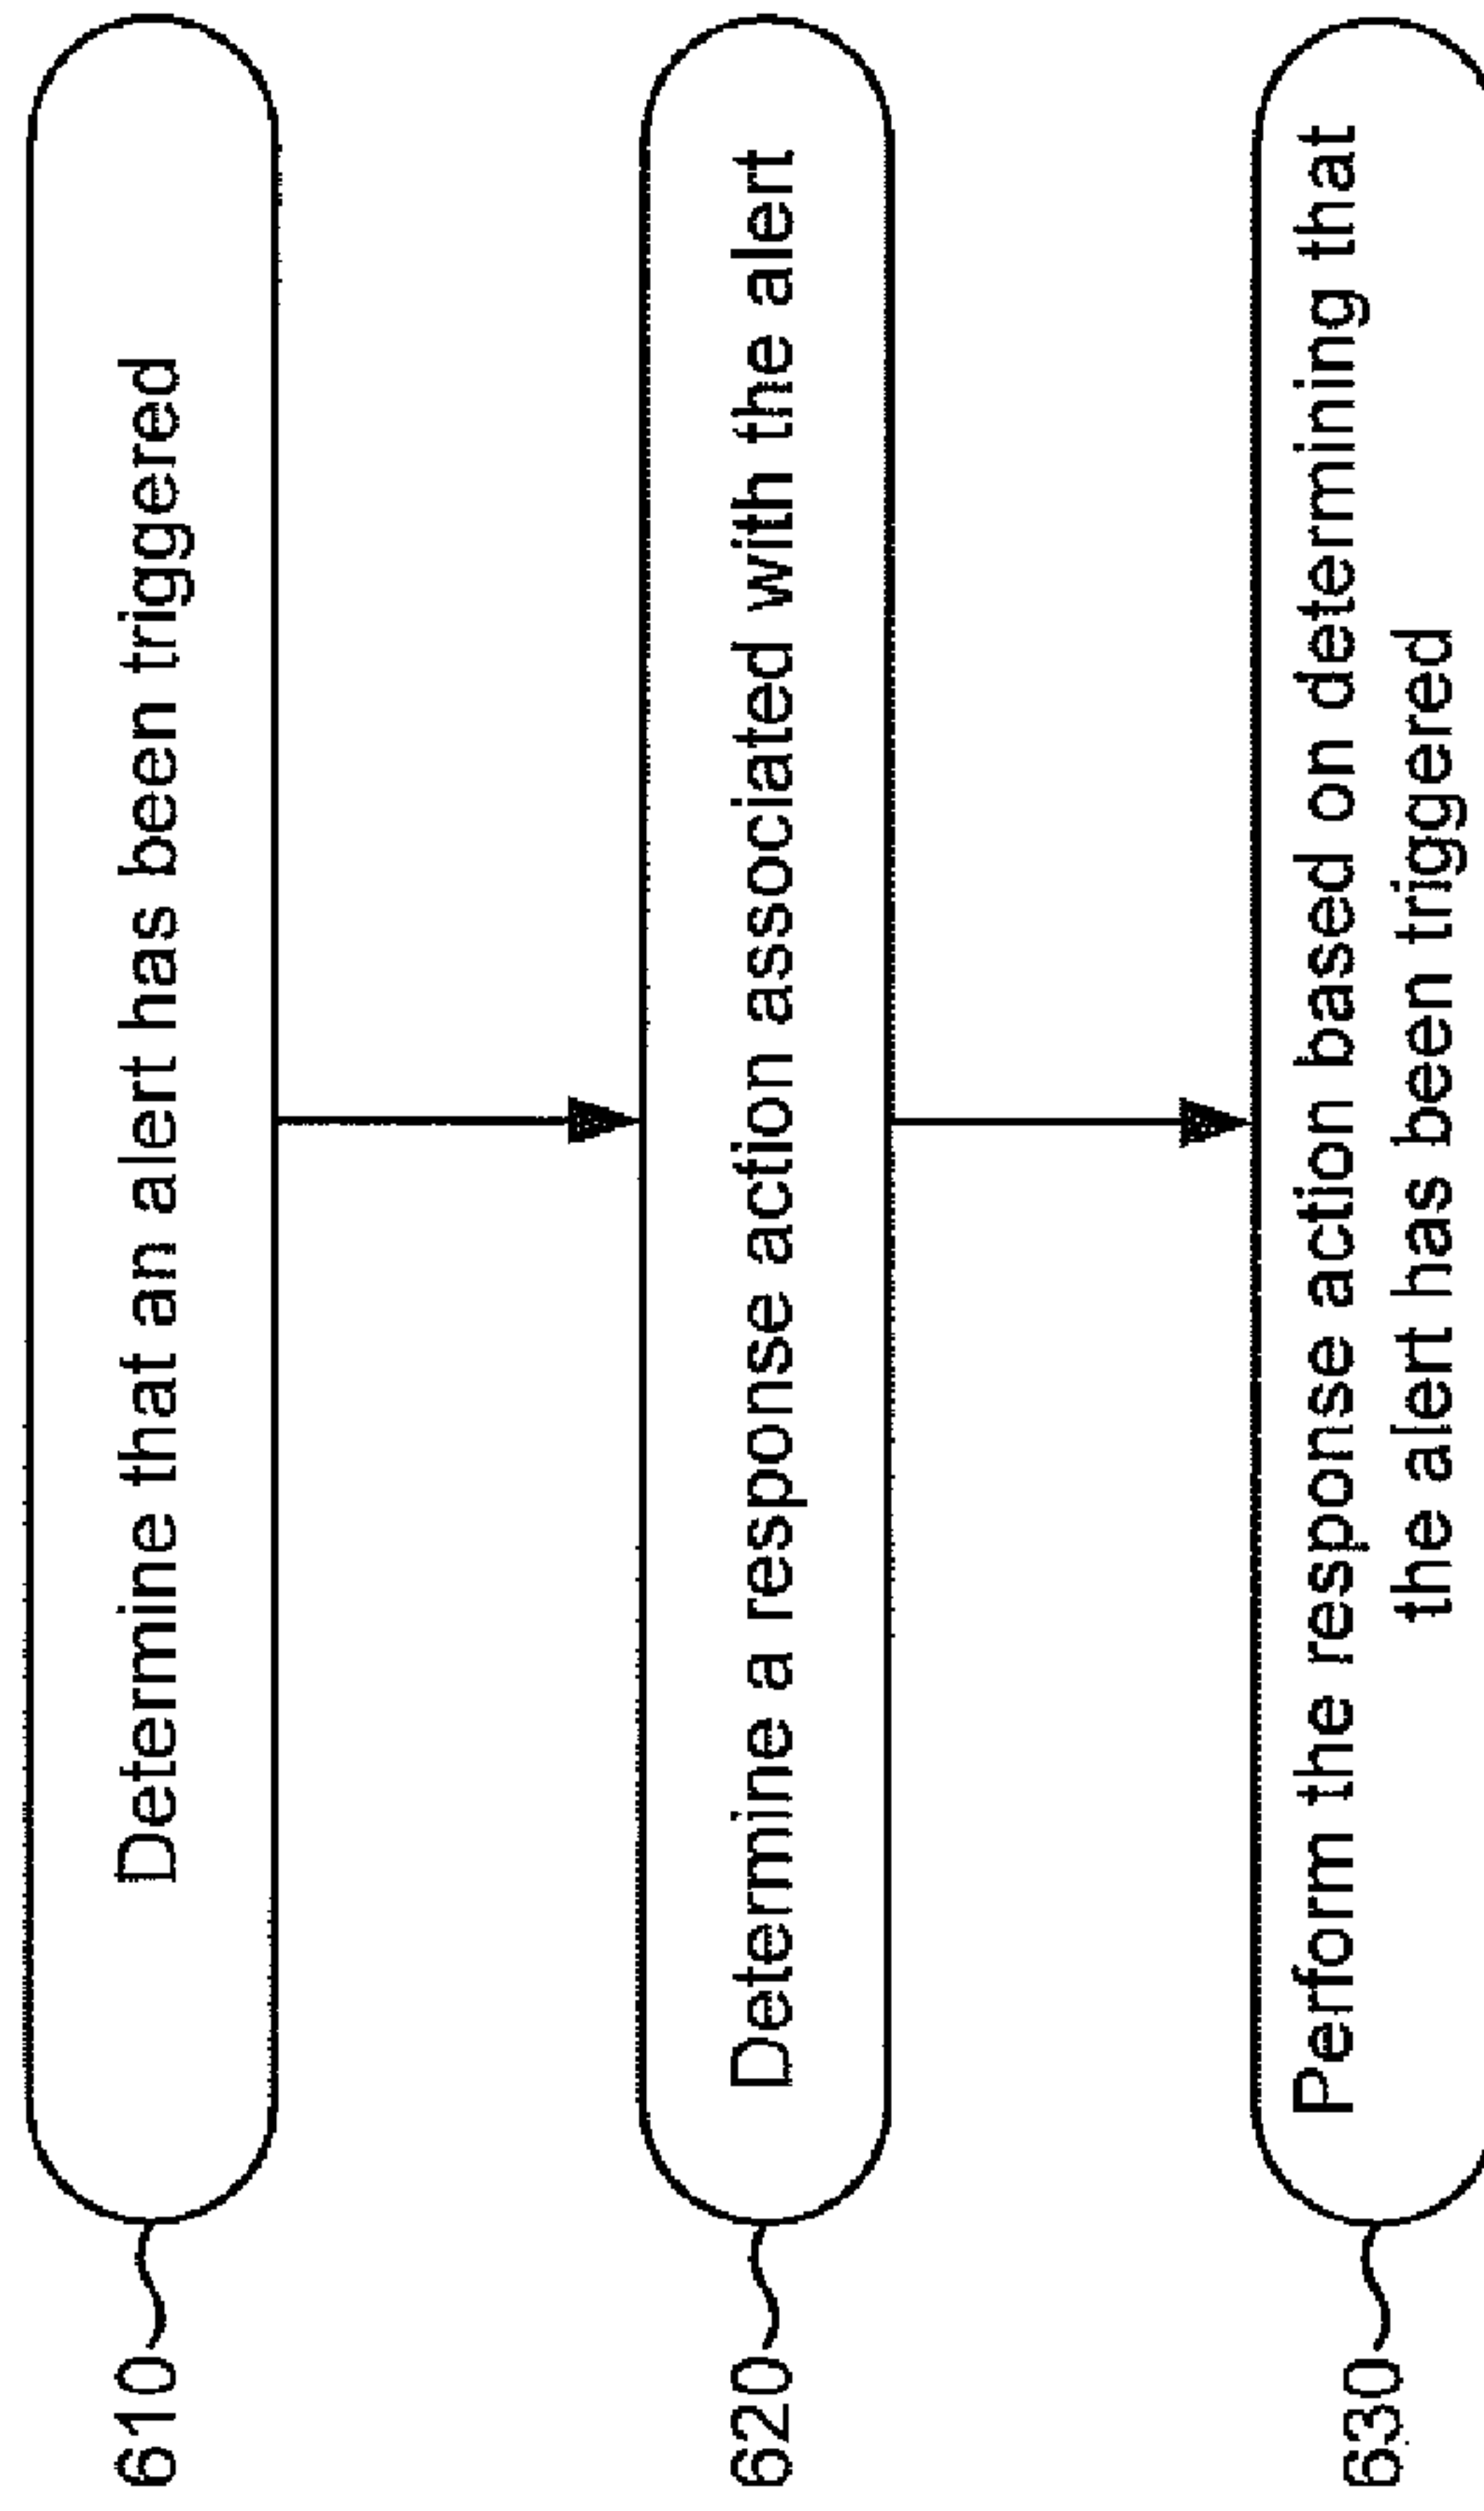 610
Determine that an alert has been triggered
620
Determine a response action associated with the alert
630
Perform the response action based on determining that
the alert has been triggered